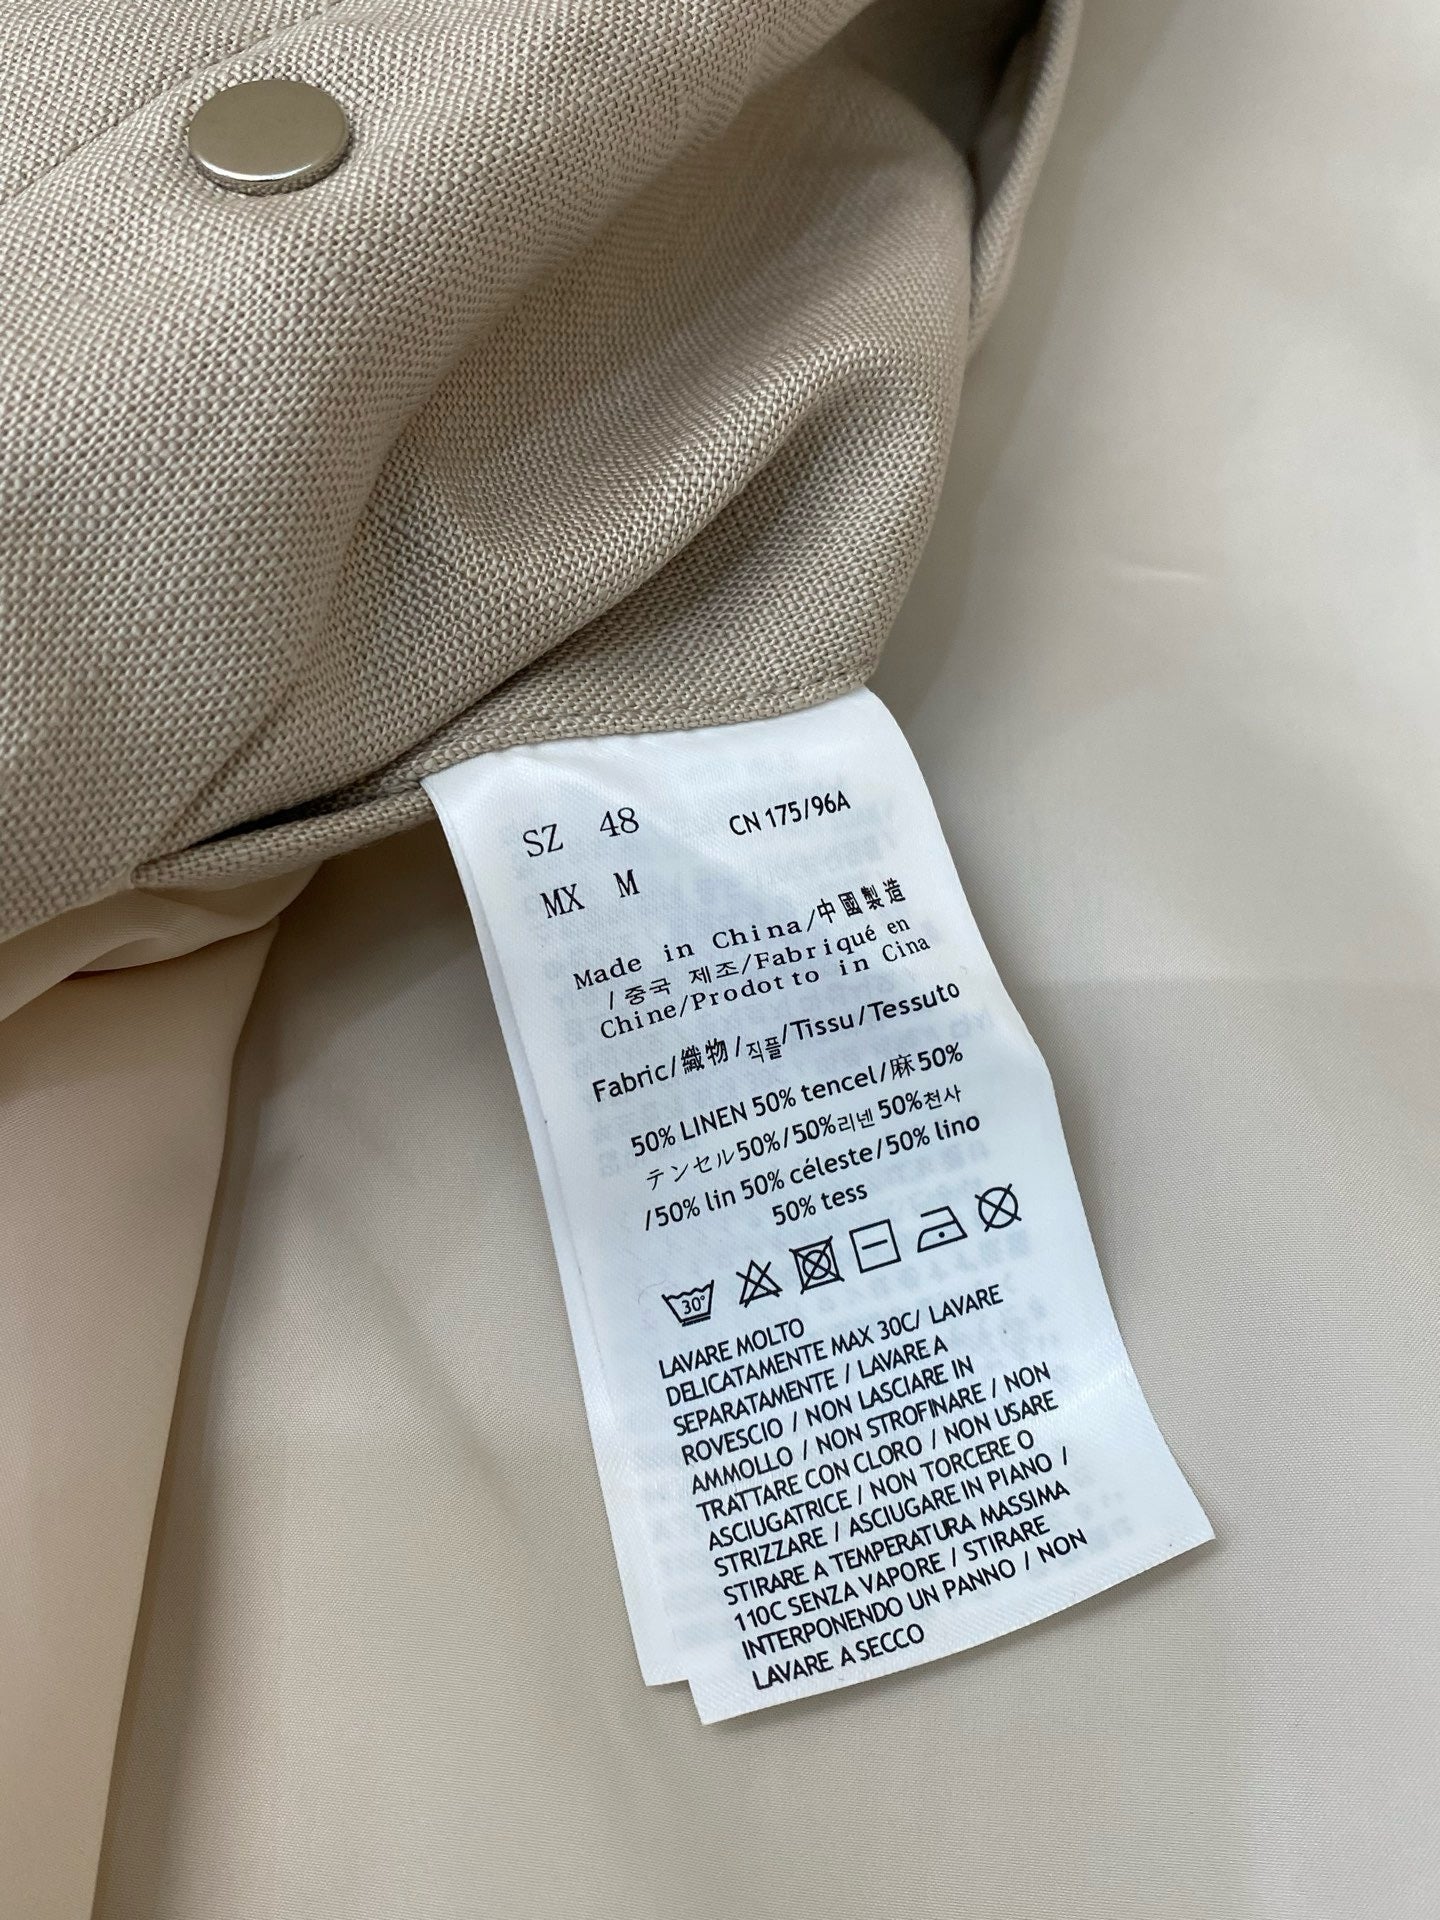 SZ 48 CN 175/96A
MX M
Made in China/中國製造
/중국 제조/Fabriqué en
Chine/Prodotto in Cina
Fabric/織物/직플/Tissu/Tessuto
50% LINEN 50% tencel/麻50%
テンセル50%/50%리넨 50%천사
/50% lin 50% céleste/50% lino
50% tess
30°
LAVARE MOLTO
DELICATAMENTE MAX 30C/ LAVARE
SEPARATAMENTE / LAVARE A
ROVESCIO / NON LASCIARE IN
AMMOLLO / NON STROFINARE / NON
TRATTARE CON CLORO / NON USARE
ASCIUGATRICE / NON TORCERE O
STRIZZARE / ASCIUGARE IN PIANO /
STIRARE A TEMPERATURA MASSIMA
110C SENZA VAPORE / STIRARE
INTERPONENDO UN PANNO / NON
LAVARE A SECCO